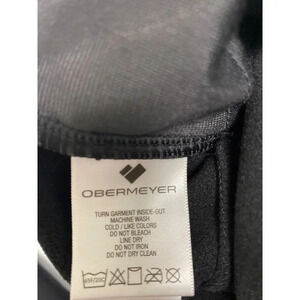 OBERMEYER
TURN GARMENT INSIDE-OUT
MACHINE WASH
COLD / LIKE COLORS
DO NOT BLEACH
LINE DRY
DO NOT IRON
DO NOT DRY CLEAN